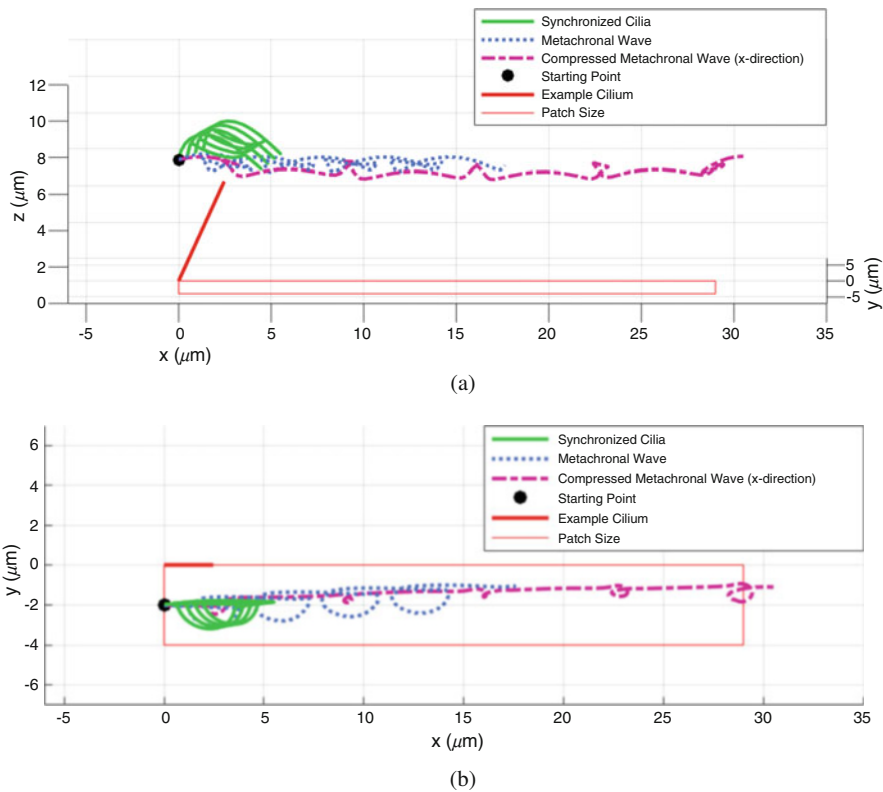 Synchronized Cilia
Metachronal Wave
Compressed Metachronal Wave (x-direction)
Starting Point
Example Cilium
Patch Size
12
10
8
6
4
2
0
z (μm)
5
0
-5
y (μm)
-5
0
5
10
15
20
25
30
35
x (μm)
(a)
Synchronized Cilia
Metachronal Wave
Compressed Metachronal Wave (x-direction)
Starting Point
Example Cilium
Patch Size
6
4
2
0
-2
-4
-6
y (μm)
-5
0
5
10
15
20
25
30
35
x (μm)
(b)